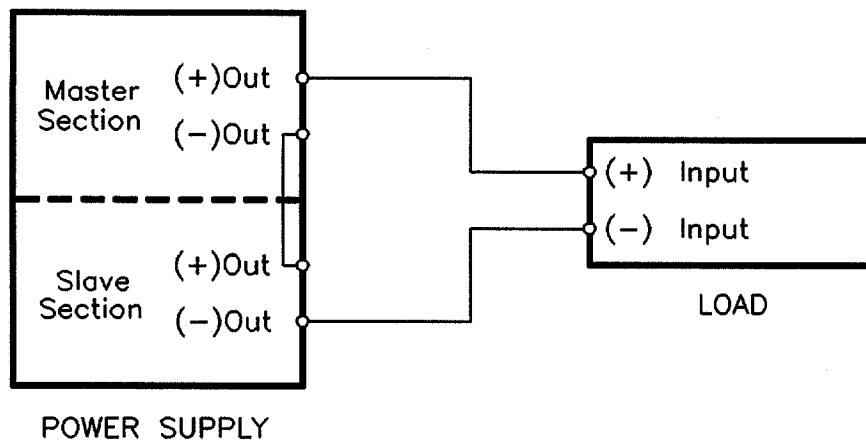 Master
Section
(+)Out
(−)Out
Slave
Section
(+)Out
(−)Out
POWER SUPPLY
(+) Input
(−) Input
LOAD